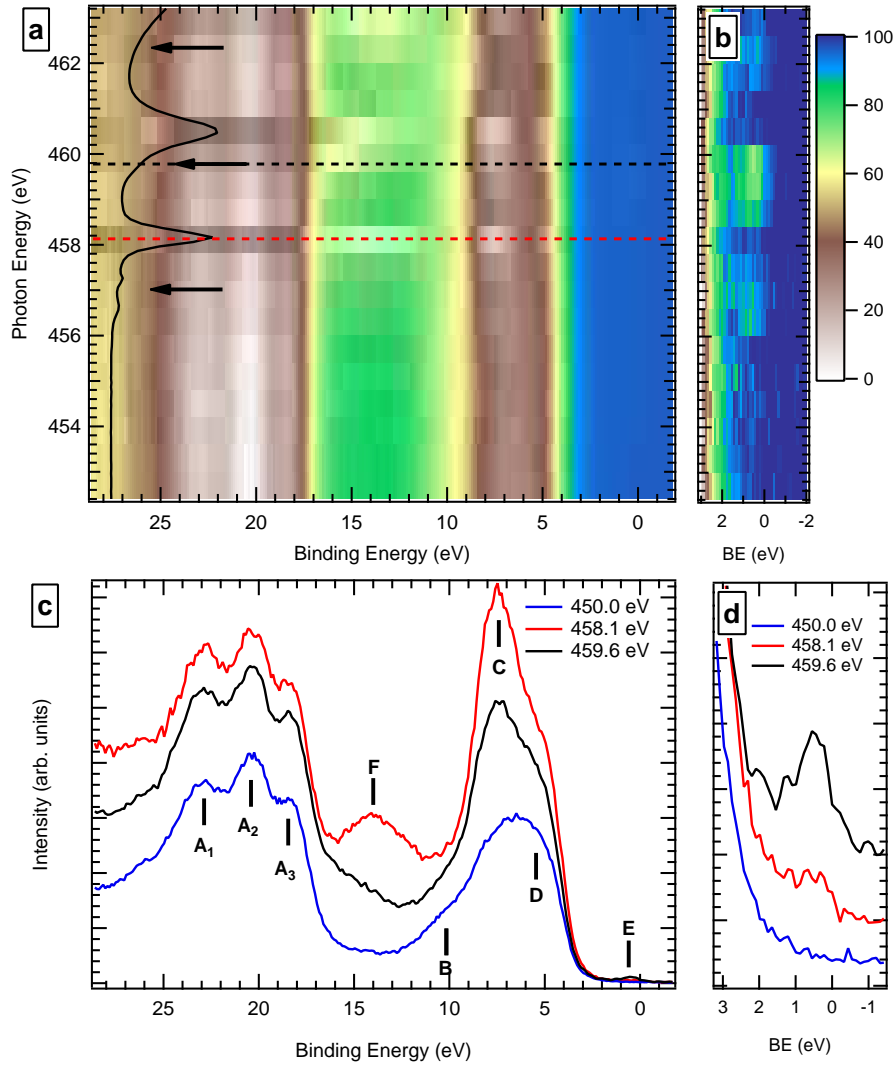 a
b
462
460
458
456
454
Photon Energy (eV)
25
20
15
10
5
0
Binding Energy (eV)
2
0
-2
BE (eV)
100
80
60
40
20
0
c
450.0 eV
458.1 eV
459.6 eV
A1
A2
A3
F
B
C
D
E
Intensity (arb. units)
25
20
15
10
5
0
Binding Energy (eV)
d
450.0 eV
458.1 eV
459.6 eV
3
2
1
0
-1
BE (eV)